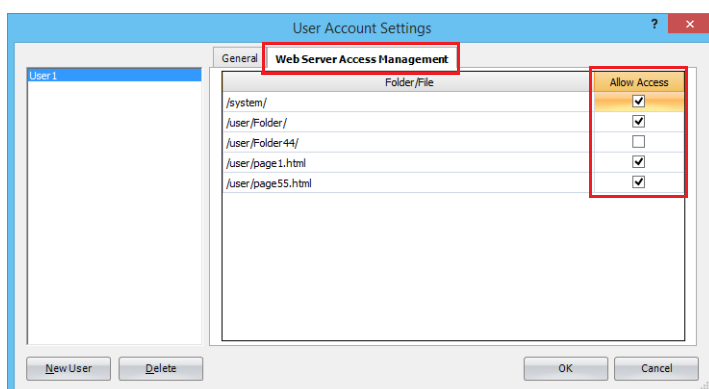 User Account Settings ?
General Web Server Access Management
User1
Folder/File Allow Access
/system/
/user/Folder/
/user/Folder44/
/user/page1.html
/user/page55.html
New User Delete OK Cancel